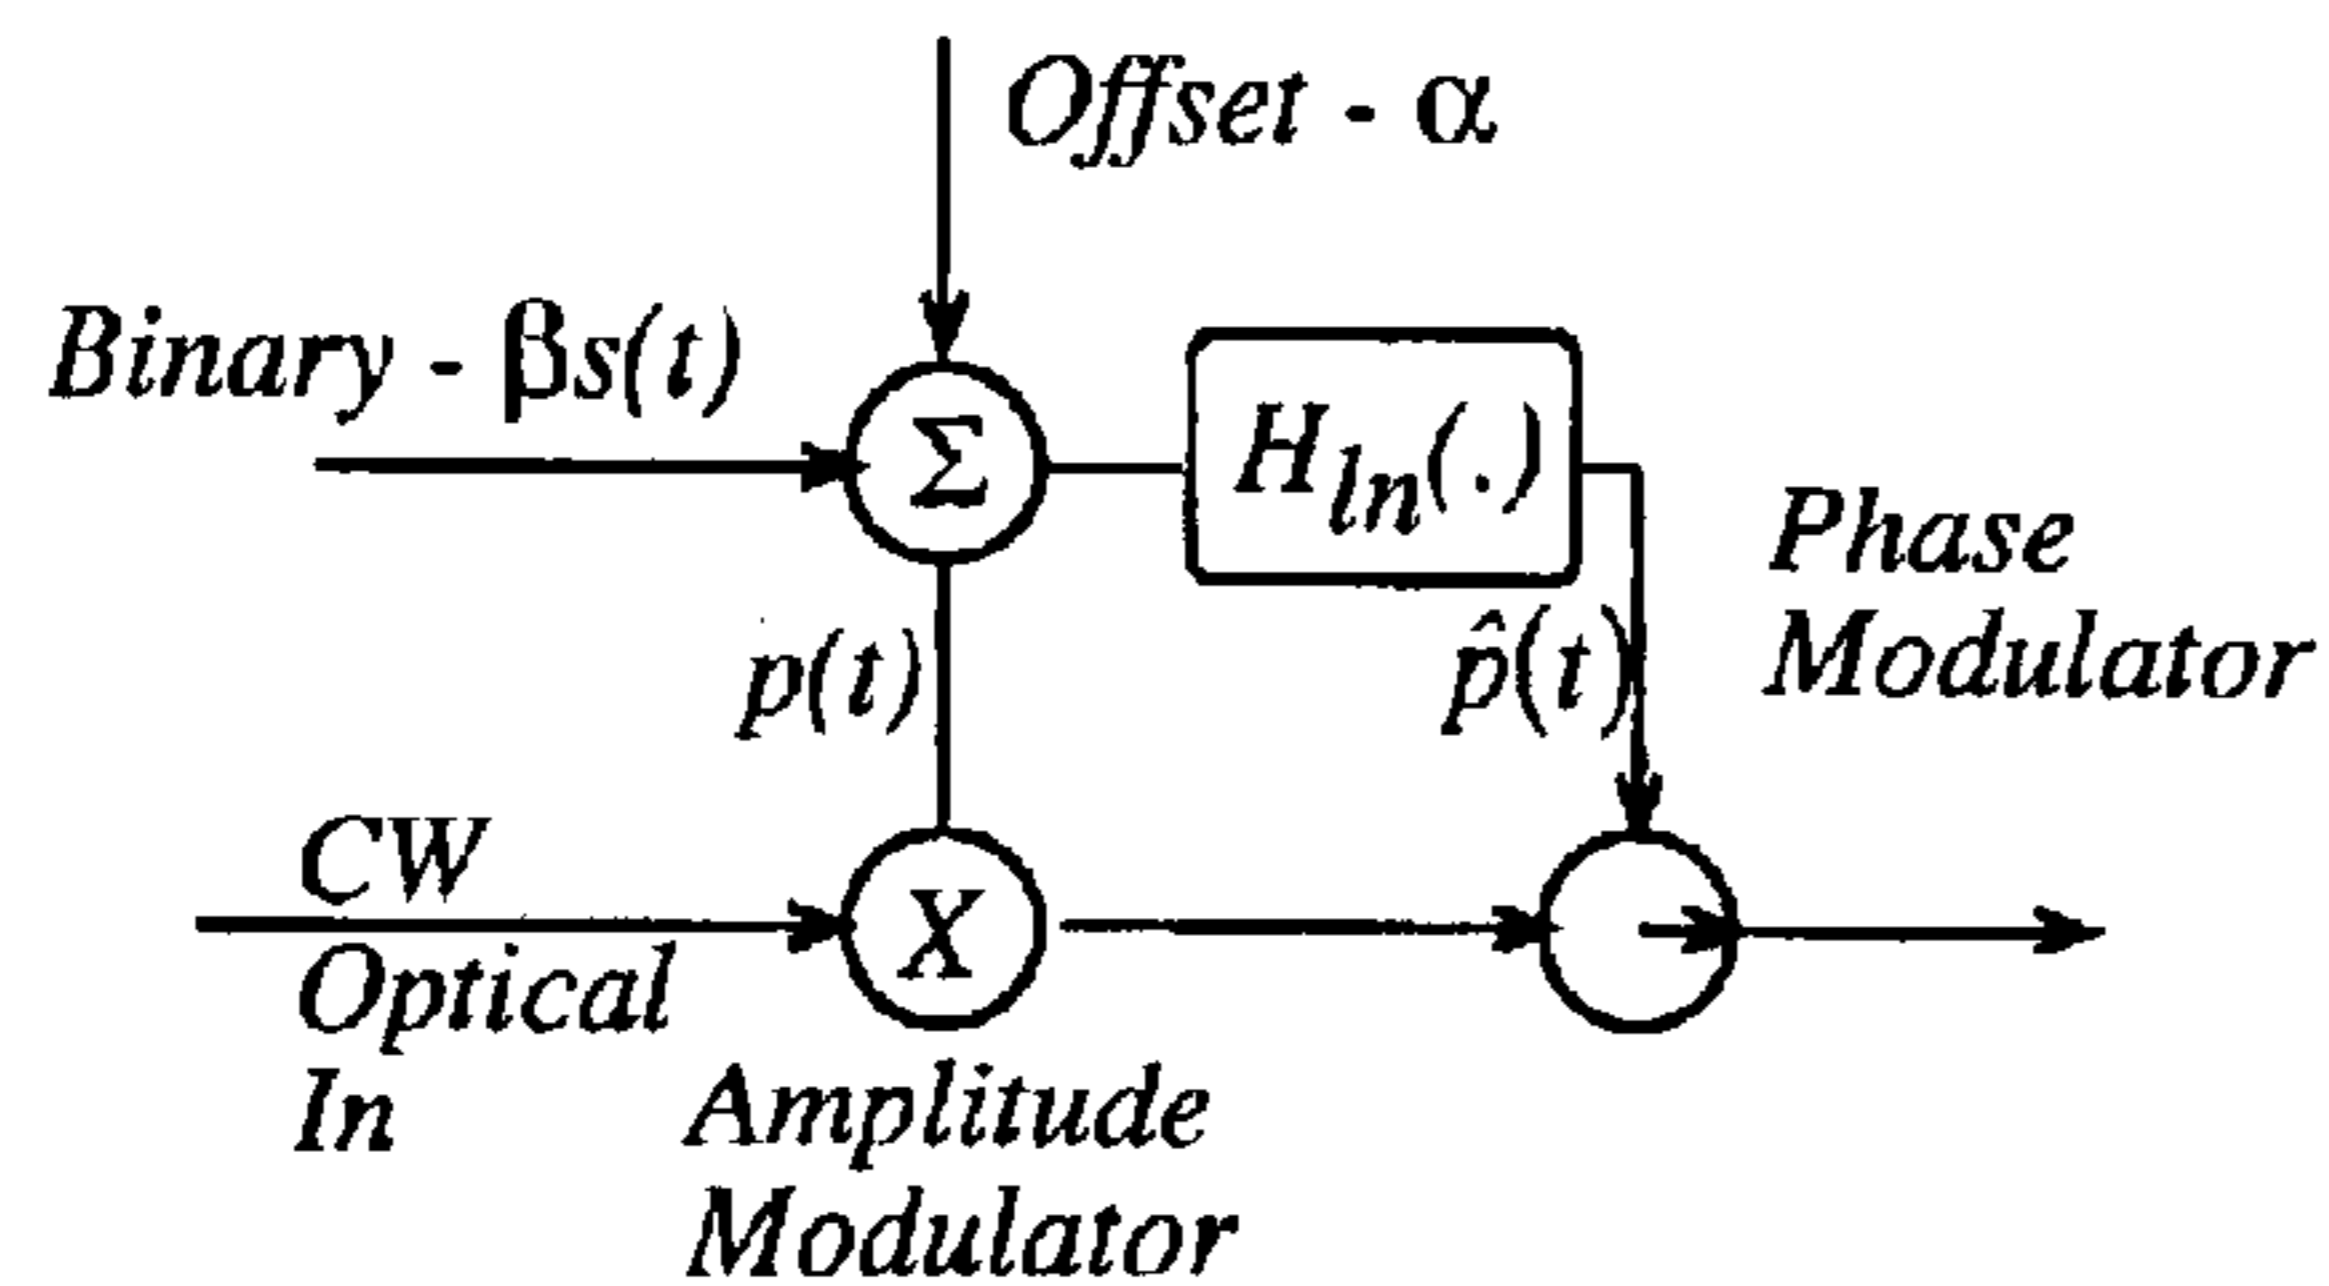 Offset - α
Binary - βs(t)
Σ
H_ln(.)
Phase
Modulator
p(t)
p̂(t)
CW
Optical
In
X
Amplitude
Modulator